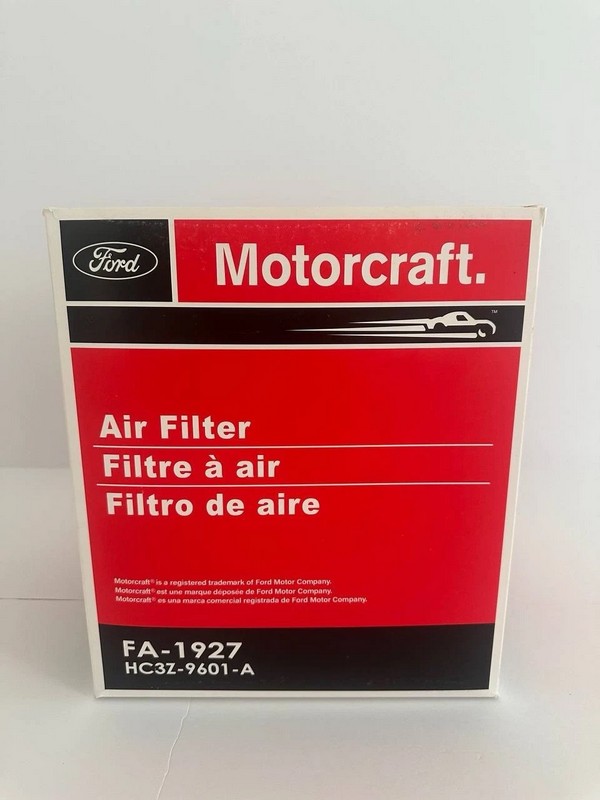 Ford
Motorcraft.
TM
Air Filter
Filtre à air
Filtro de aire
Motorcraft® is a registered trademark of Ford Motor Company.
Motorcraft® est une marque déposée de Ford Motor Company.
Motorcraft® es una marca comercial registrada de Ford Motor Company.
FA-1927
HC3Z-9601-A